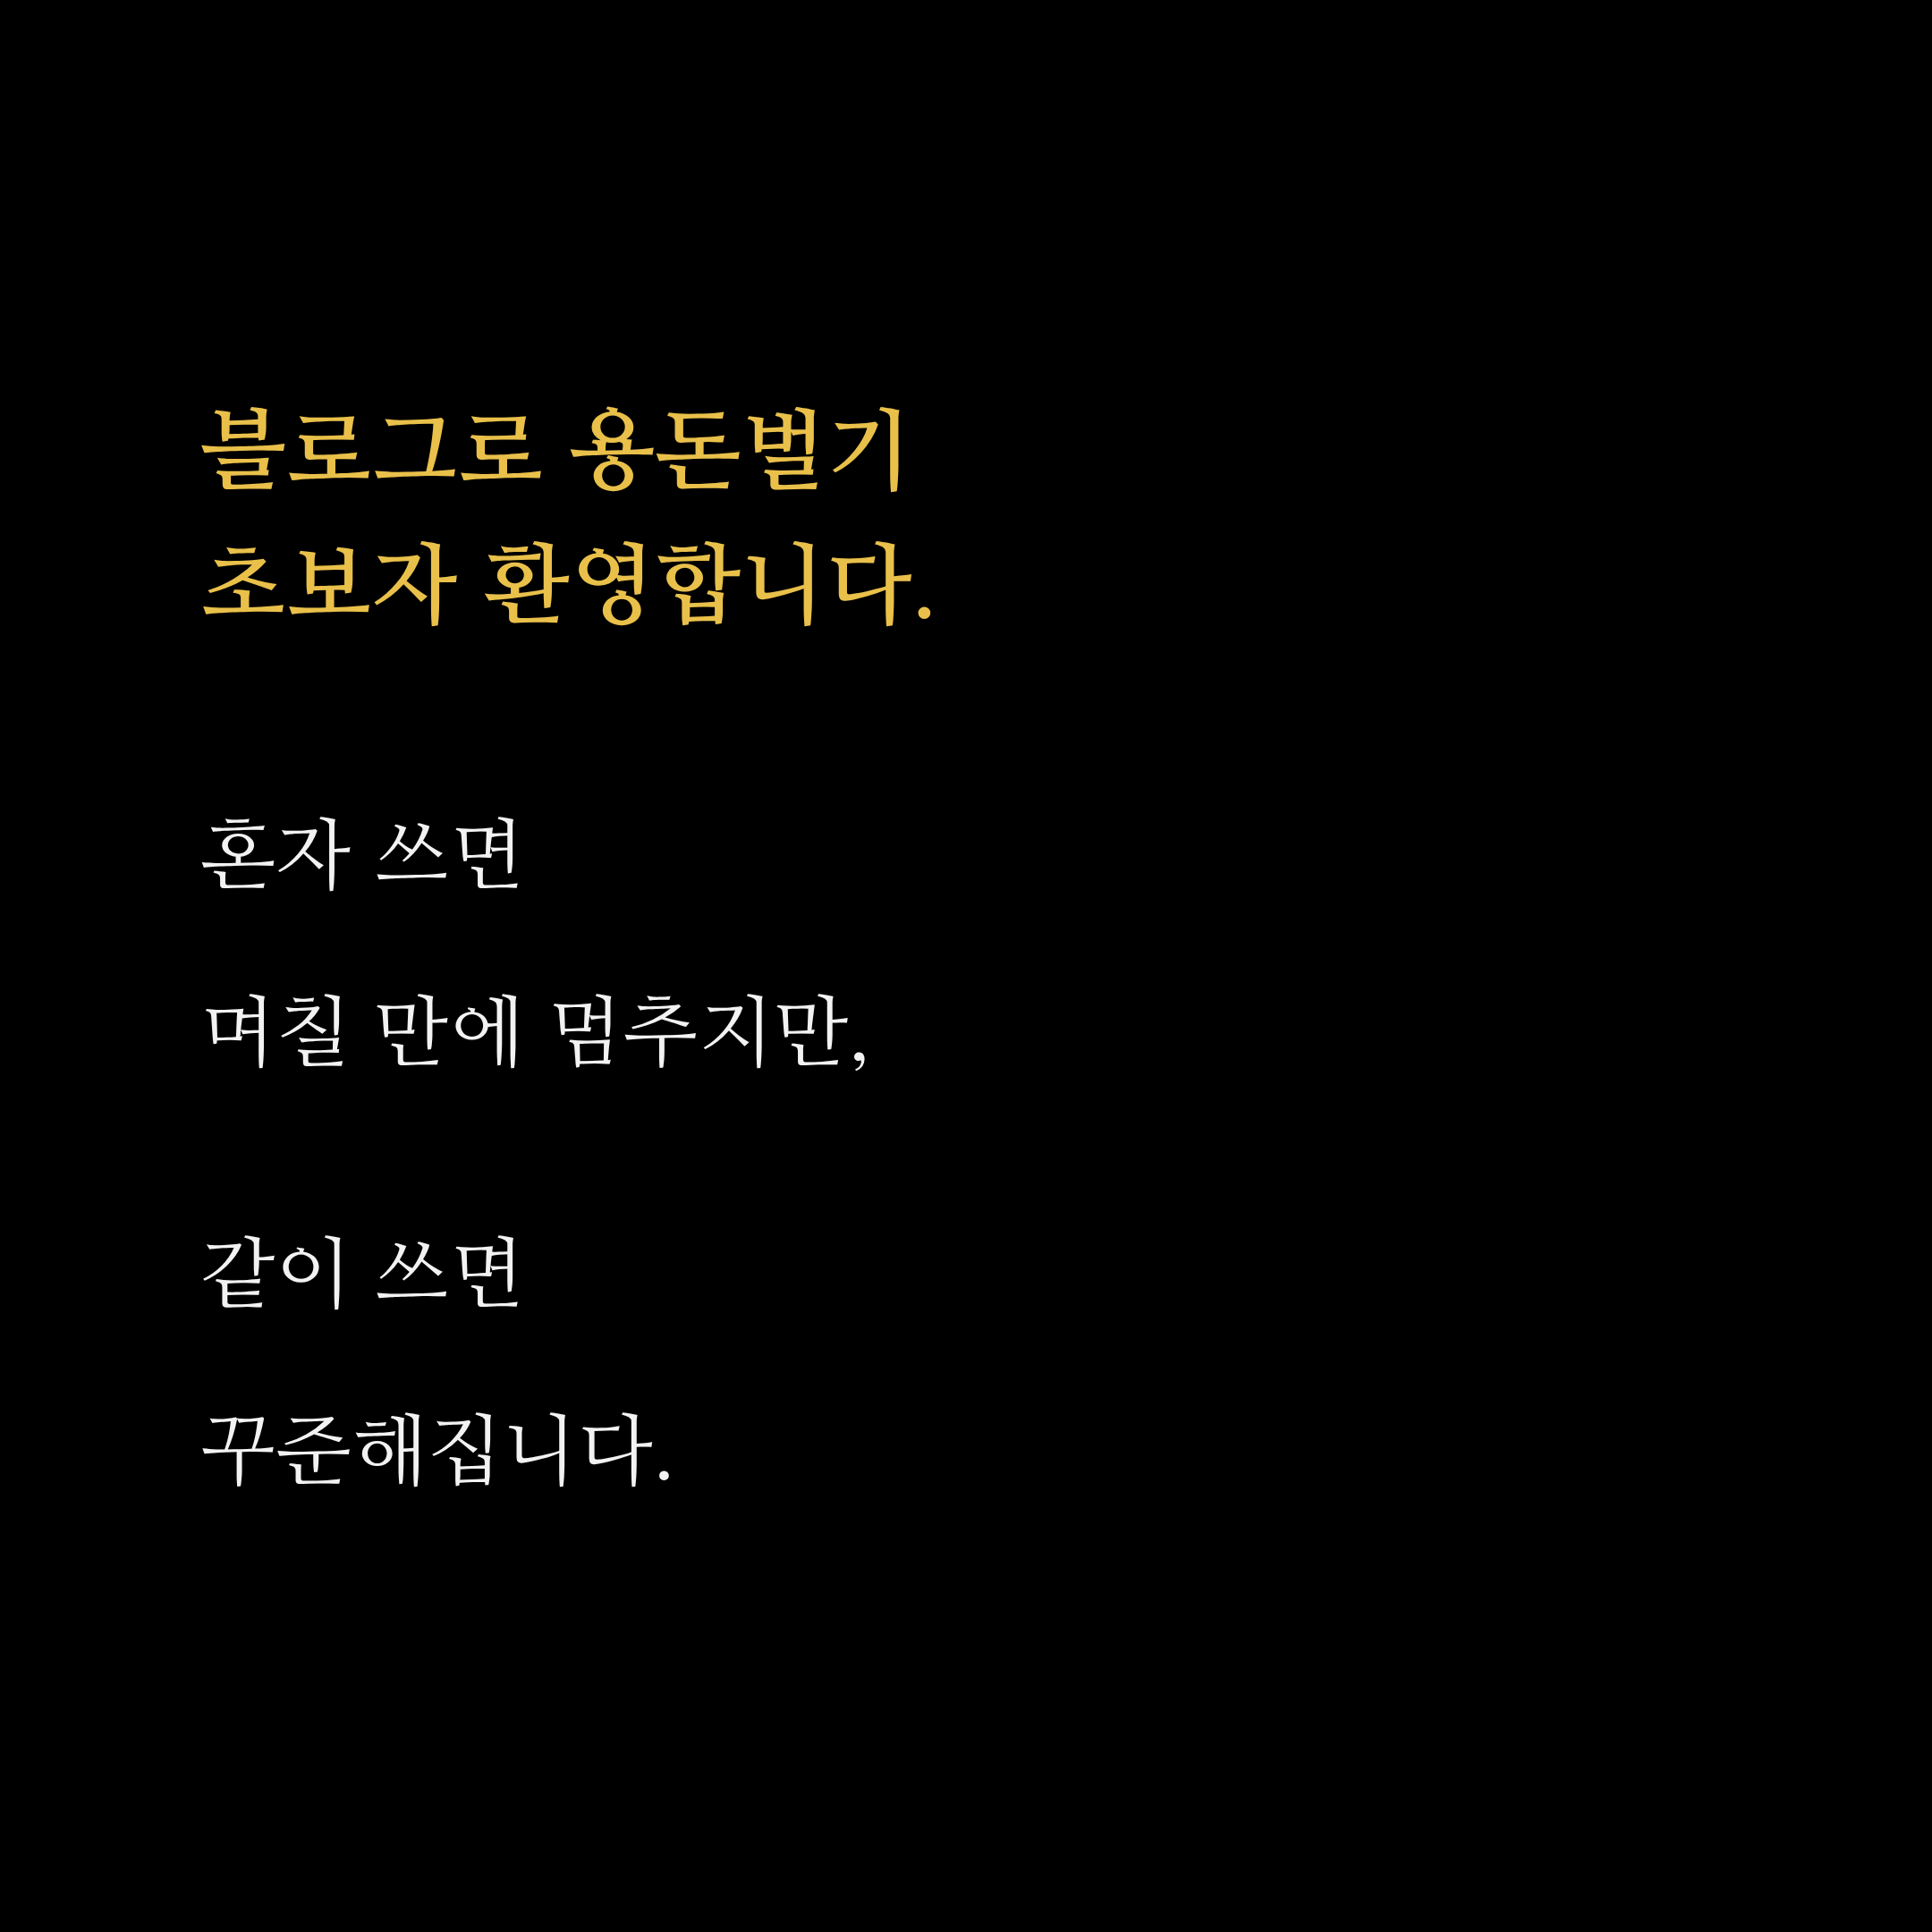 블로그로 용돈벌기
초보자 환영합니다.
혼자 쓰면
며칠 만에 멈추지만,
같이 쓰면
꾸준해집니다.